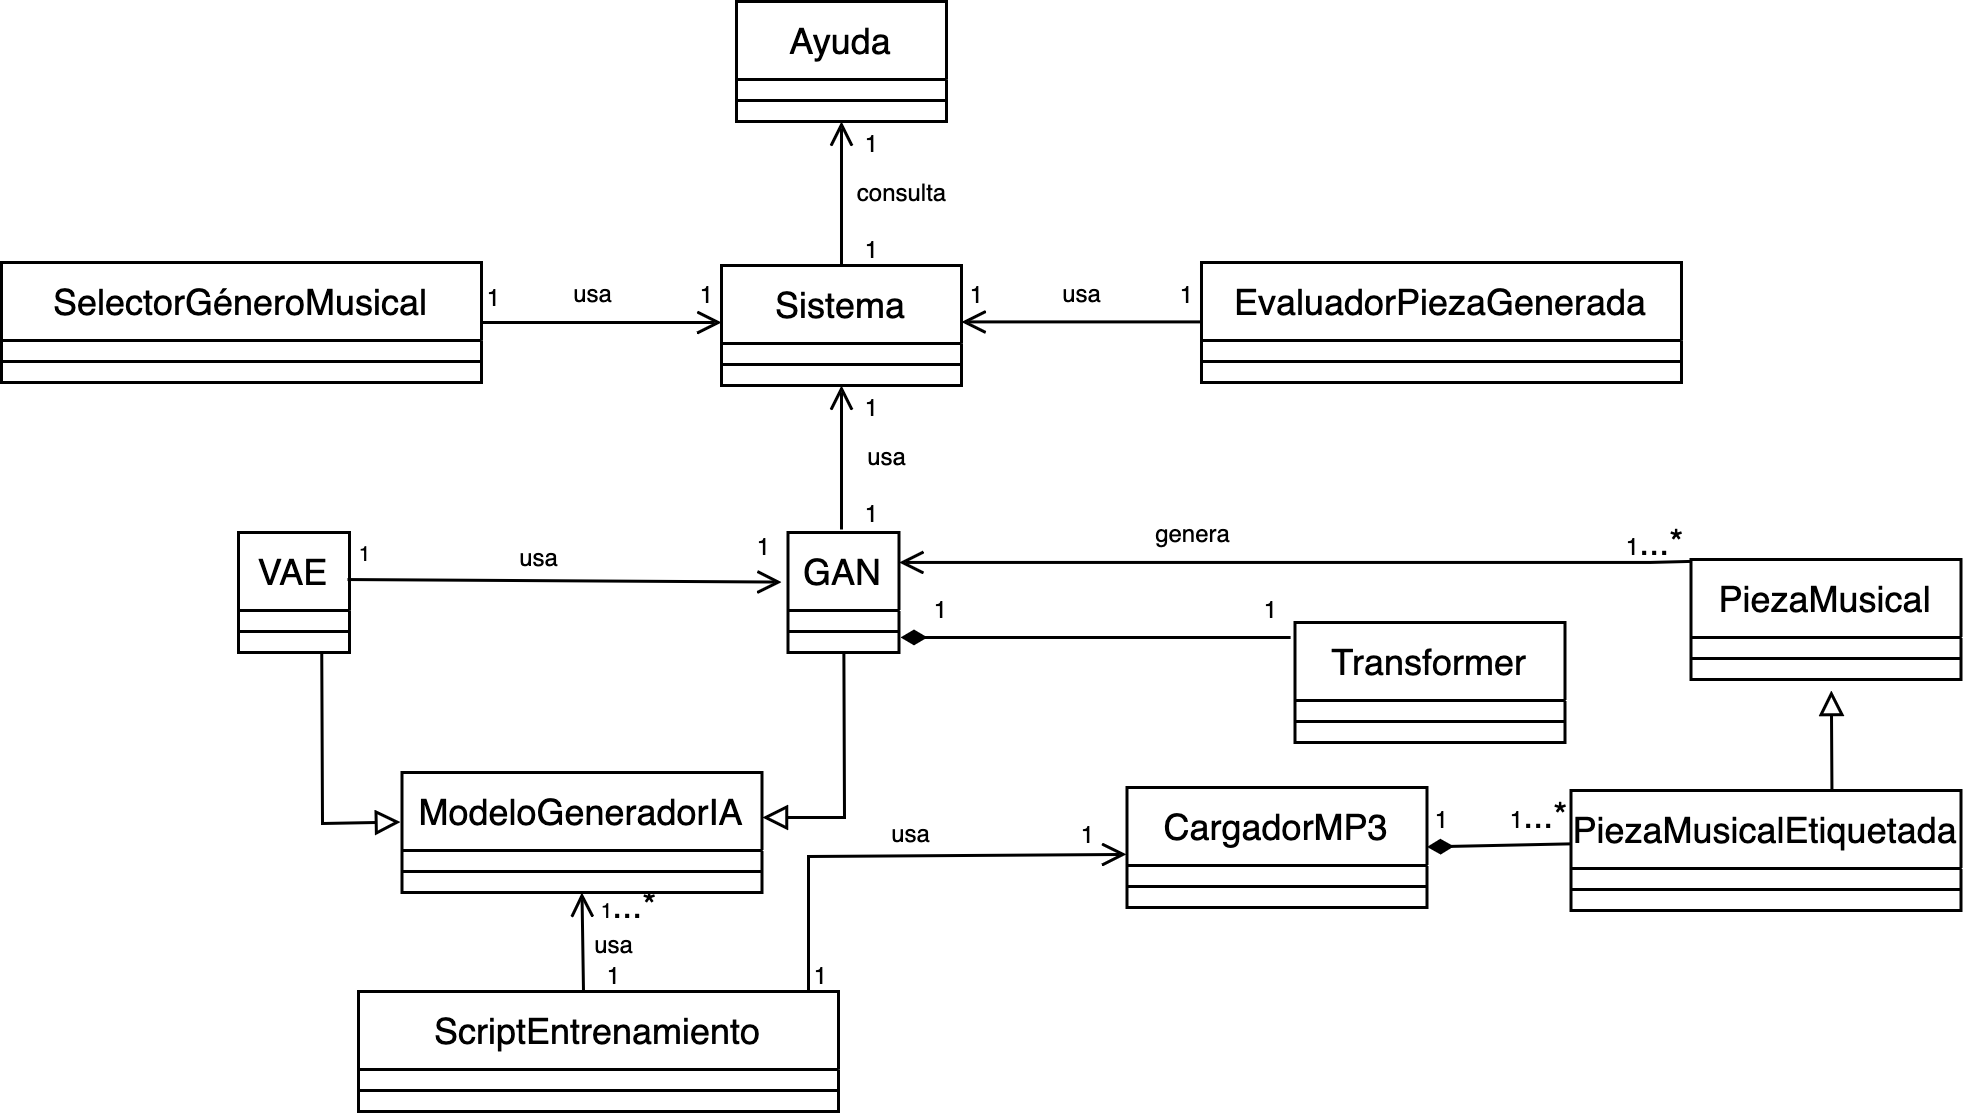 Ayuda
1
consulta
1
SelectorGéneroMusical
1
usa
1
Sistema
1
usa
1
EvaluadorPiezaGenerada
1
usa
1
VAE
1
usa
1
GAN
genera
1...*
PiezaMusical
1
1
Transformer
ModeloGeneradorIA
usa
1
CargadorMP3
1
1...*
PiezaMusicalEtiquetada
1...*
usa
1
1
ScriptEntrenamiento